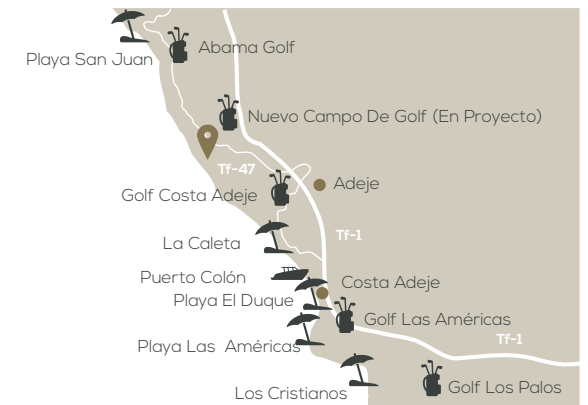 Abama Golf
Playa San Juan
Nuevo Campo De Golf (En Proyecto)
Tf-47
Adeje
Golf Costa Adeje
Tf-1
La Caleta
Puerto Colón
Costa Adeje
Playa El Duque
Golf Las Américas
Tf-1
Playa Las Américas
Golf Los Palos
Los Cristianos